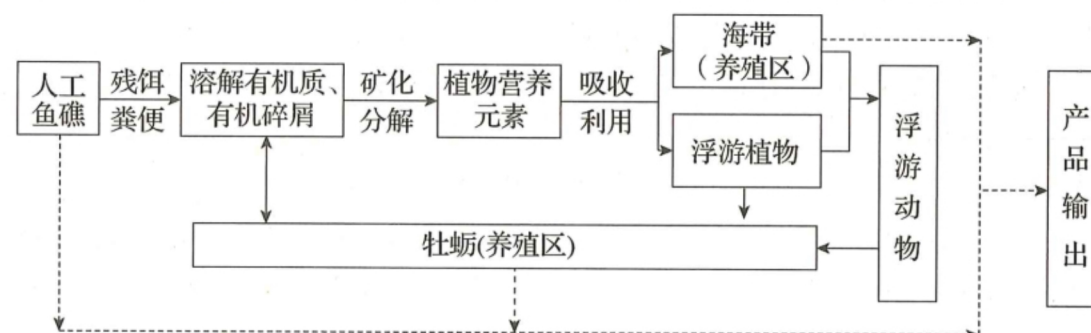 人工
鱼礁
残饵
粪便
溶解有机质、
有机碎屑
矿化
分解
植物营养
元素
吸收
利用
海带
（养殖区）
浮游植物
浮游动物
产品输出
牡蛎(养殖区)